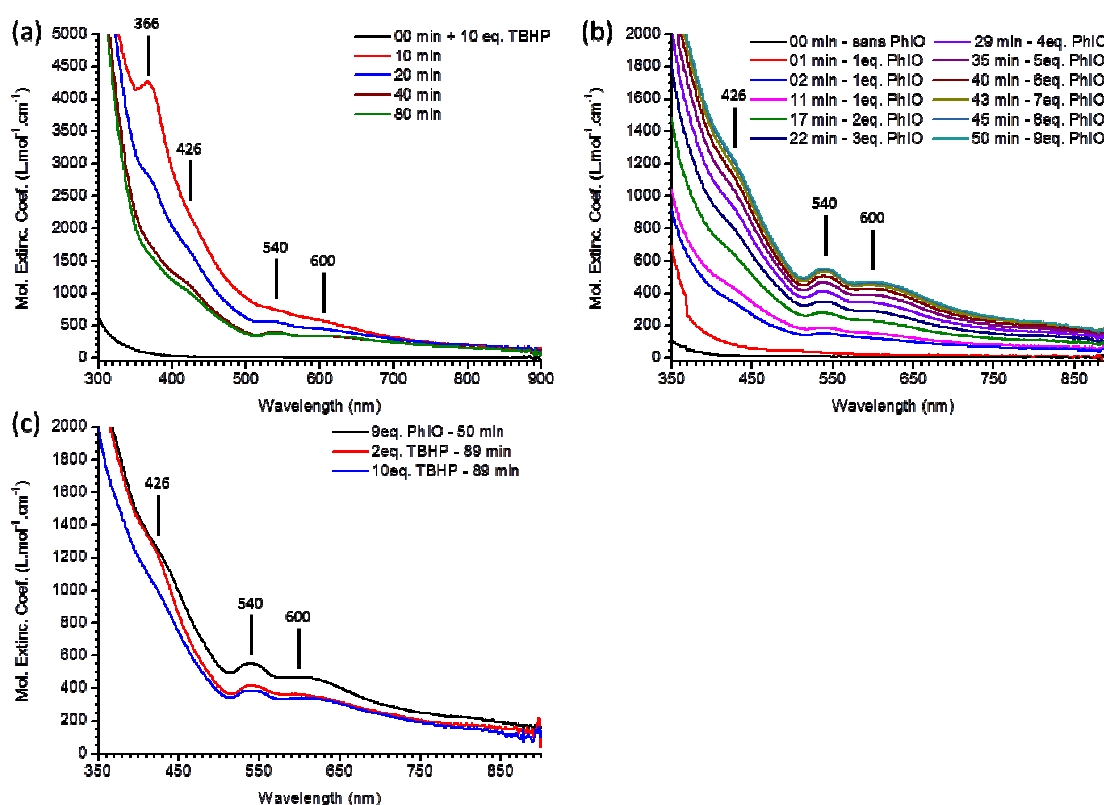 (a)
Mol. Extinc. Coef. (L.mol⁻¹.cm⁻¹)
5000
4500
4000
3500
3000
2500
2000
1500
1000
500
0
366
426
540
600
00 min + 10 eq. TBHP
10 min
20 min
40 min
80 min
300
400
500
600
700
800
900
Wavelength (nm)
(b)
Mol. Extinc. Coef. (L.mol⁻¹.cm⁻¹)
2000
1800
1600
1400
1200
1000
800
600
400
200
0
426
540
600
00 min - sans PhIO
01 min - 1eq. PhIO
02 min - 1eq. PhIO
11 min - 1eq. PhIO
17 min - 2eq. PhIO
22 min - 3eq. PhIO
29 min - 4eq. PhIO
35 min - 5eq. PhIO
40 min - 6eq. PhIO
43 min - 7eq. PhIO
45 min - 8eq. PhIO
50 min - 9eq. PhIO
350
450
550
650
750
850
Wavelength (nm)
(c)
Mol. Extinc. Coef. (L.mol⁻¹.cm⁻¹)
2000
1800
1600
1400
1200
1000
800
600
400
200
0
426
540
600
9eq. PhIO - 50 min
2eq. TBHP - 89 min
10eq. TBHP - 89 min
350
450
550
650
750
850
Wavelength (nm)